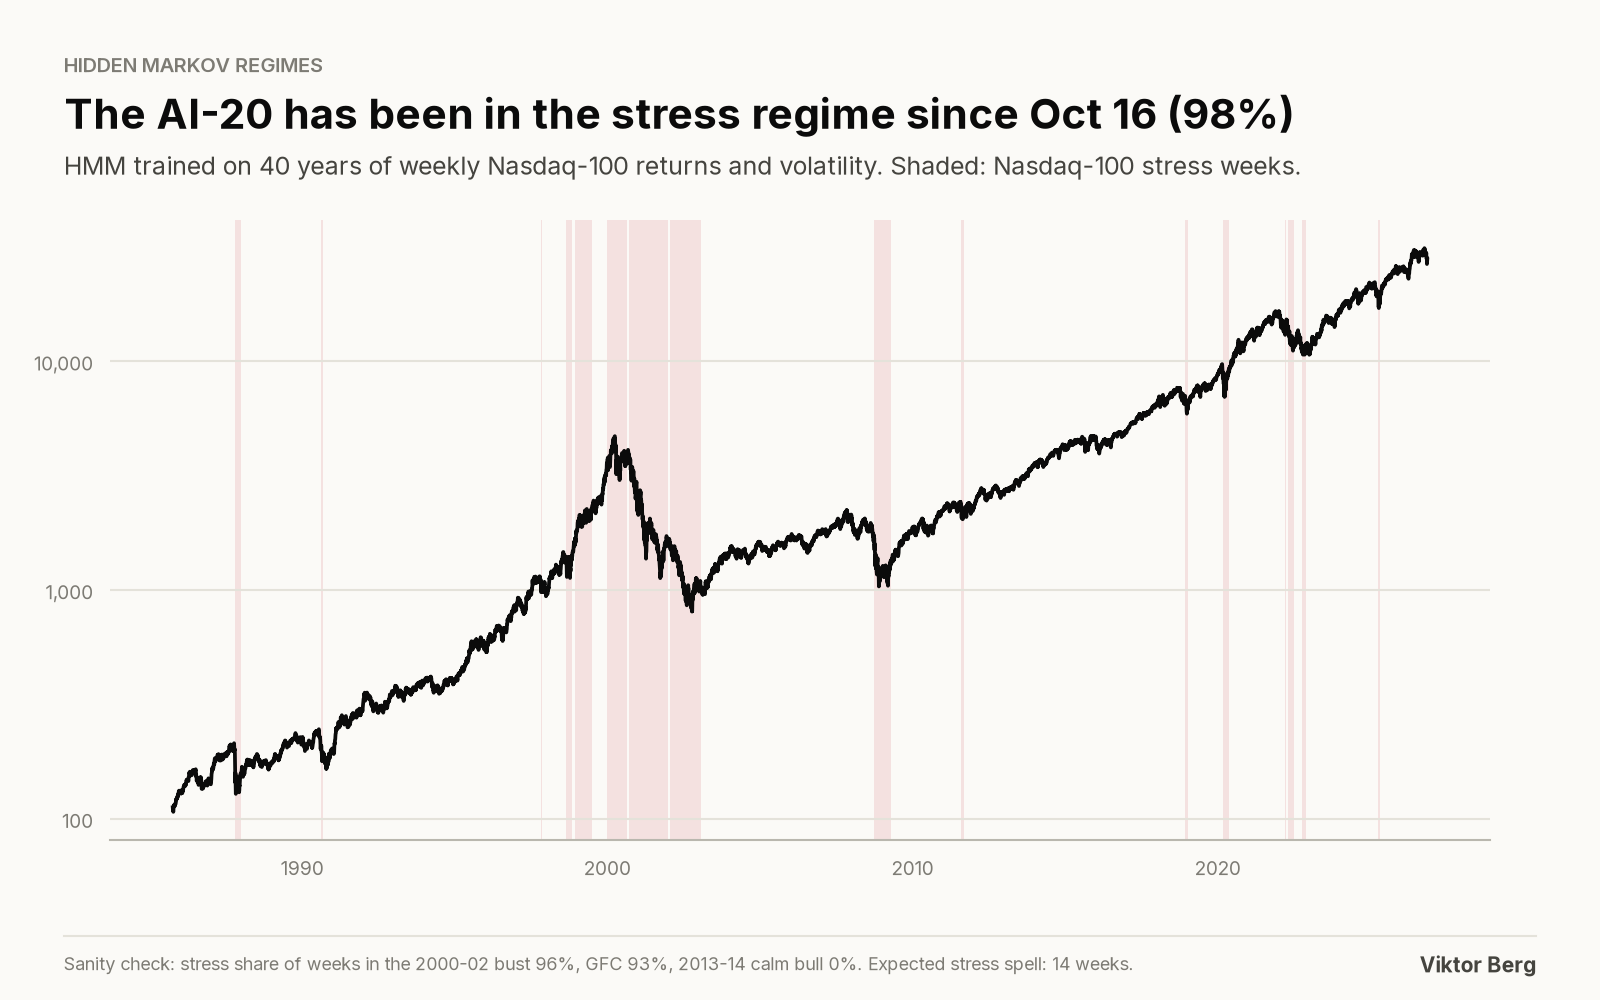 HIDDEN MARKOV REGIMES
The AI-20 has been in the stress regime since Oct 16 (98%)
HMM trained on 40 years of weekly Nasdaq-100 returns and volatility. Shaded: Nasdaq-100 stress weeks.
10,000
1,000
100
1990
2000
2010
2020
Sanity check: stress share of weeks in the 2000-02 bust 96%, GFC 93%, 2013-14 calm bull 0%. Expected stress spell: 14 weeks.
Viktor Berg